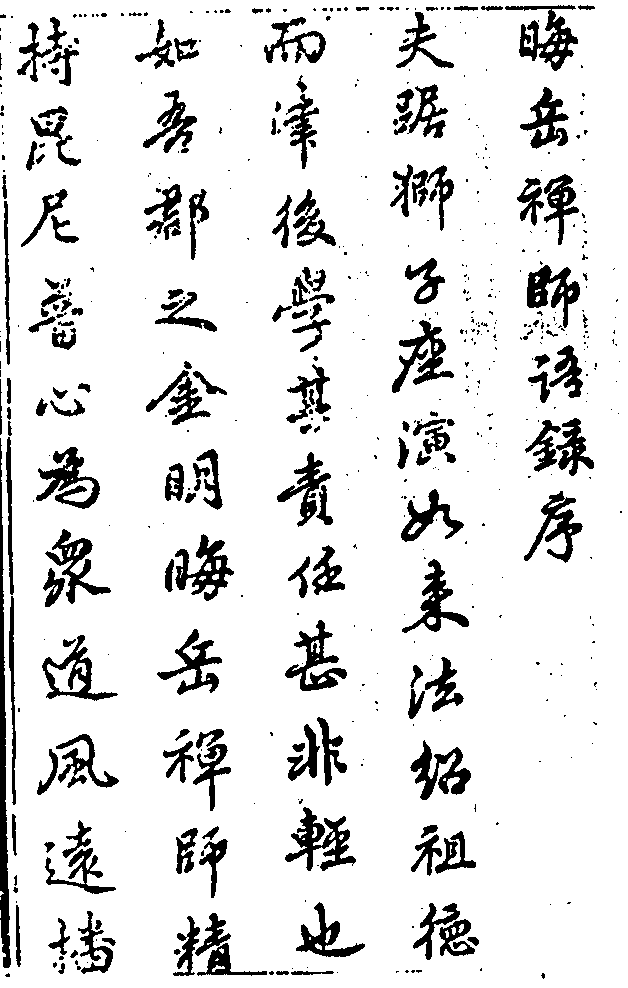 晦岳禪師語録序
夫踞獅子座演如来法紹祖德
而津後學其責任甚非輕也
如吾郡之金明晦岳禪師精
持毘尼普心為衆道風遠播